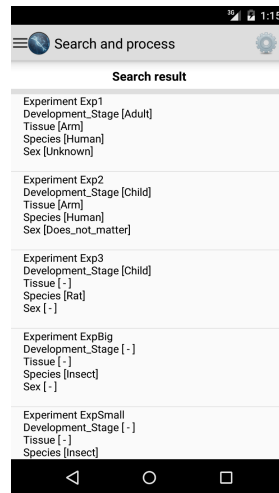 3G 1:15
Search and process
Search result
Experiment Exp1
Development_Stage [Adult]
Tissue [Arm]
Species [Human]
Sex [Unknown]
Experiment Exp2
Development_Stage [Child]
Tissue [Arm]
Species [Human]
Sex [Does_not_matter]
Experiment Exp3
Development_Stage [Child]
Tissue [ - ]
Species [Rat]
Sex [ - ]
Experiment ExpBig
Development_Stage [ - ]
Tissue [ - ]
Species [Insect]
Sex [ - ]
Experiment ExpSmall
Development_Stage [ - ]
Tissue [ - ]
Species [Insect]